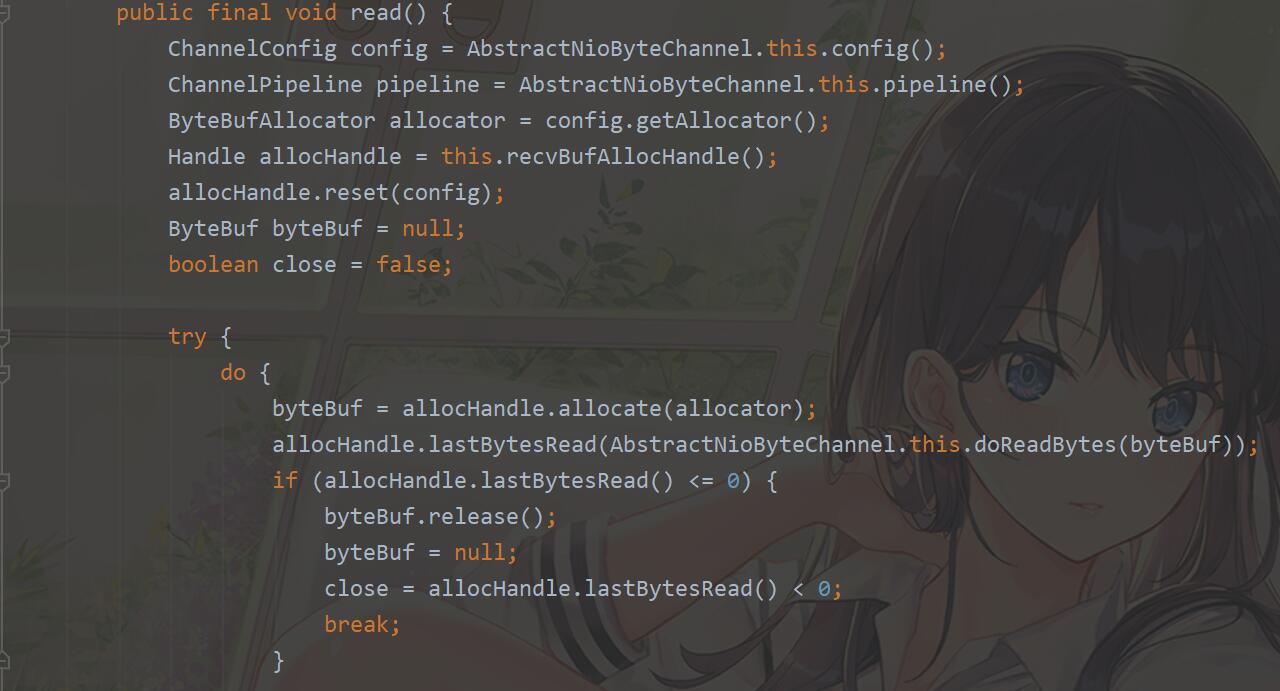 public final void read() {
ChannelConfig config = AbstractNioByteChannel.this.config();
ChannelPipeline pipeline = AbstractNioByteChannel.this.pipeline();
ByteBufAllocator allocator = config.getAllocator();
Handle allocHandle = this.recvBufAllocHandle();
allocHandle.reset(config);
ByteBuf byteBuf = null;
boolean close = false;
try {
do {
byteBuf = allocHandle.allocate(allocator);
allocHandle.lastBytesRead(AbstractNioByteChannel.this.doReadBytes(byteBuf));
if (allocHandle.lastBytesRead() <= 0) {
byteBuf.release();
byteBuf = null;
close = allocHandle.lastBytesRead() < 0;
break;
}